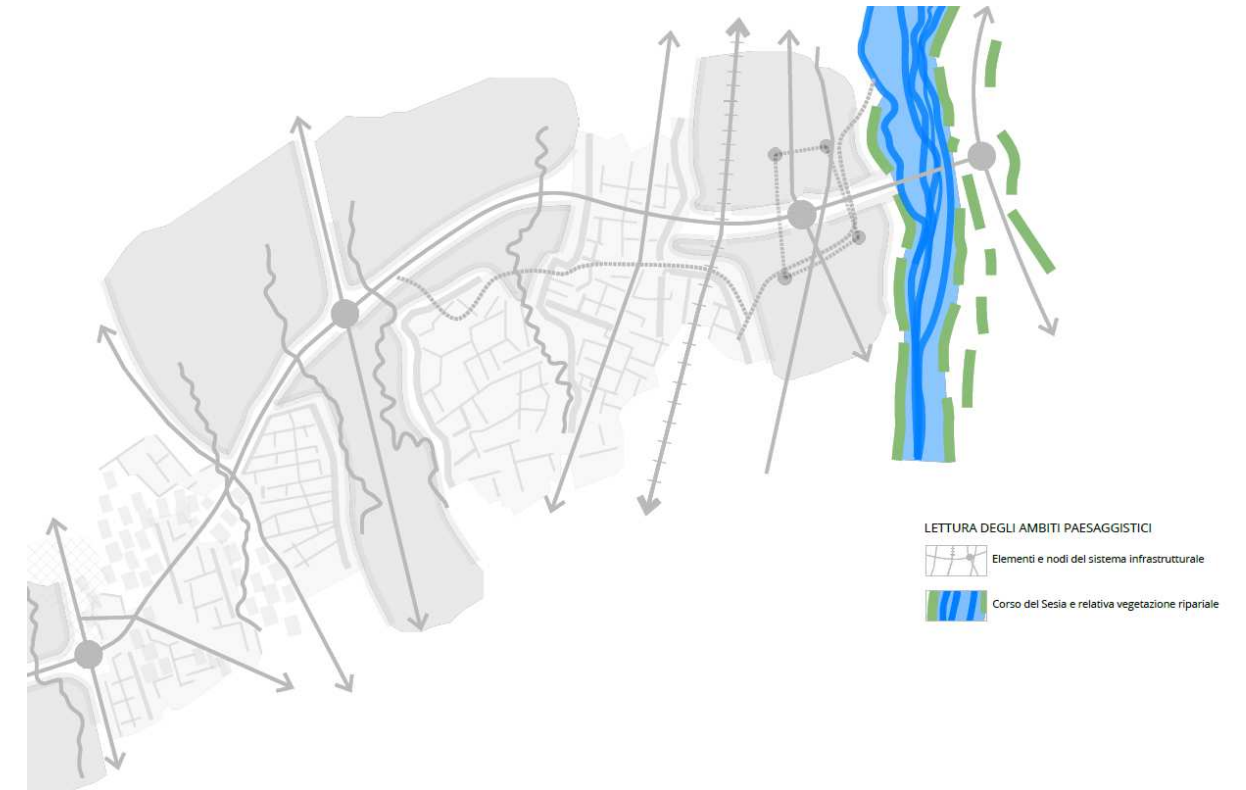 LETTURA DEGLI AMBITI PAESAGGISTICI
Elementi e nodi del sistema infrastrutturale
Corso del Sesia e relativa vegetazione ripariale